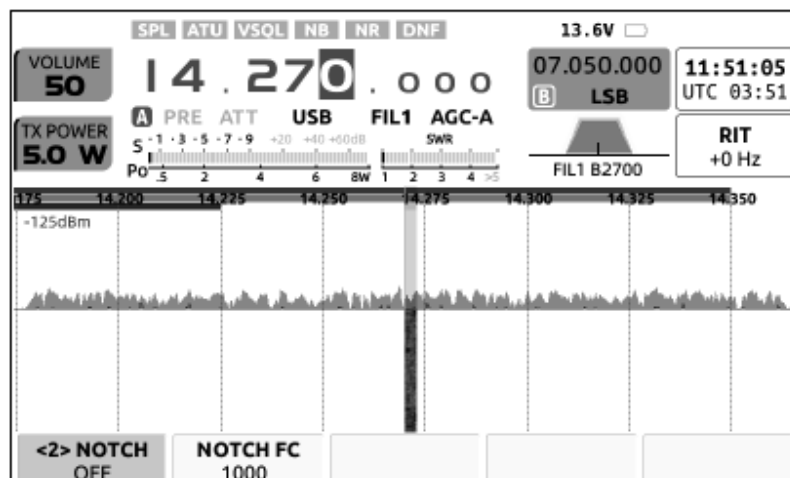 SPL ATU VSQL NB NR DNF 13.6V
VOLUME
50
14.270.000
07.050.000
B LSB
11:51:05
UTC 03:51
A PRE ATT USB FIL1 AGC-A
TX POWER
5.0 W
S -1 ·3 -5 -7 -9 +20 +40 +60dB SWR
Po .5 2 4 6 8W 1 2 3 4 >5
FIL1 B2700
RIT
+0 Hz
175 14.200 14.225 14.250 14.275 14.300 14.325 14.350
-125dBm
<2> NOTCH
OFF
NOTCH FC
1000